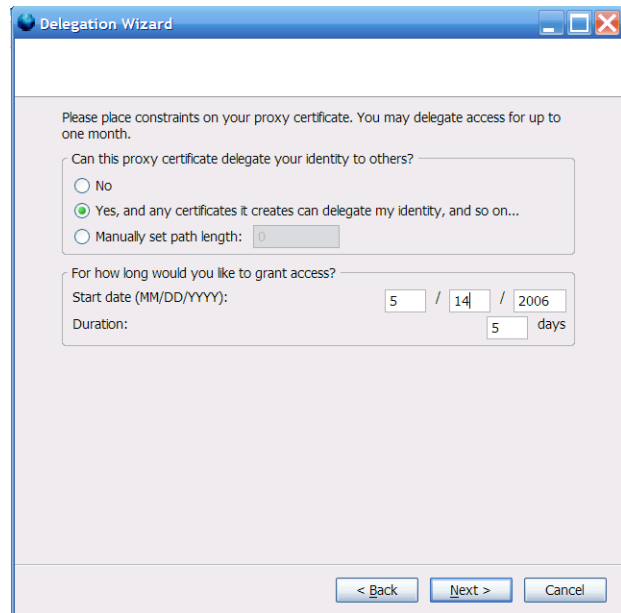 Delegation Wizard
Please place constraints on your proxy certificate. You may delegate access for up to
one month.
Can this proxy certificate delegate your identity to others?
No
Yes, and any certificates it creates can delegate my identity, and so on...
Manually set path length: 0
For how long would you like to grant access?
Start date (MM/DD/YYYY): 5 / 14 / 2006
Duration: 5 days
< Back Next > Cancel